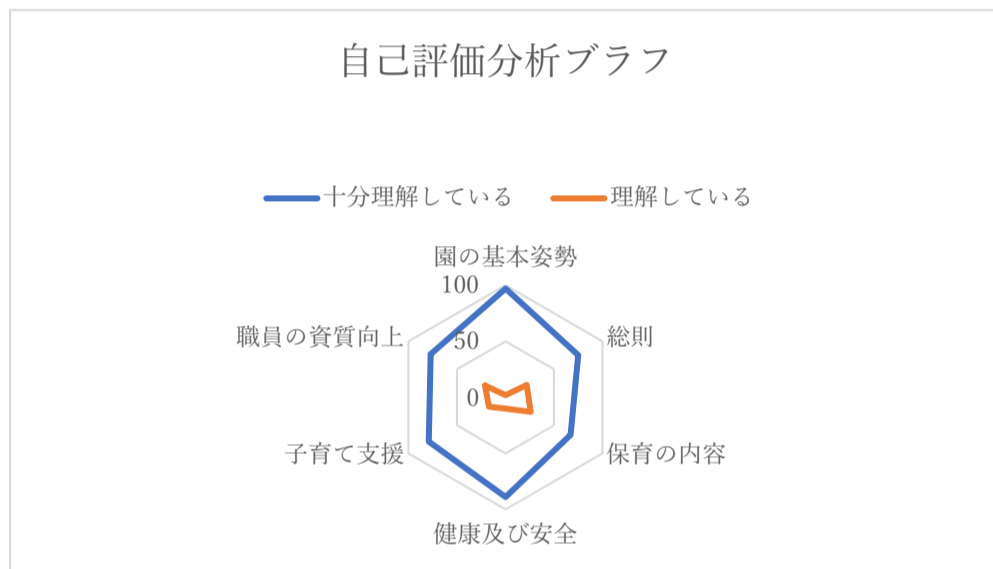 自己評価分析ブラフ
十分理解している 理解している
園の基本姿勢
100
職員の資質向上 50 総則
0
子育て支援 保育の内容
健康及び安全